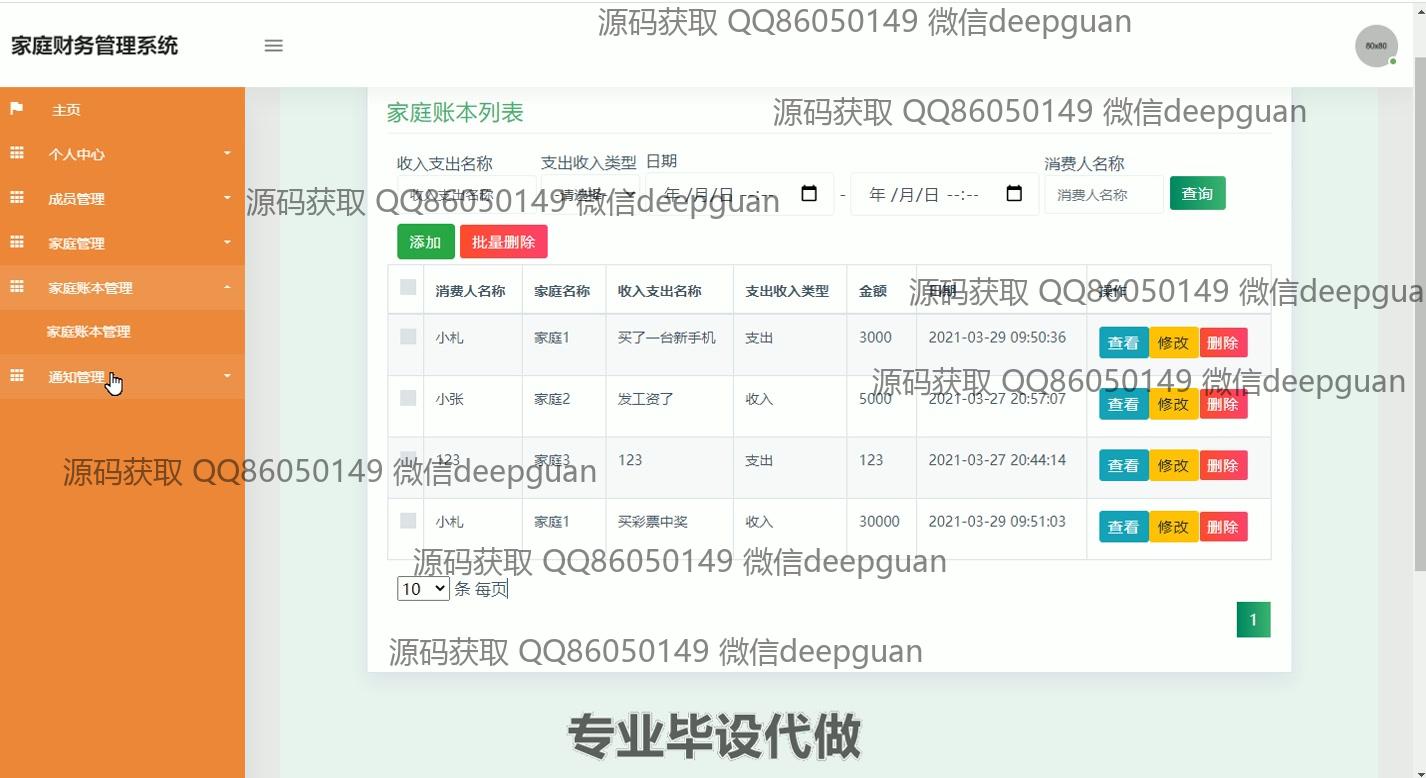 源码获取 QQ86050149 微信deepguan
家庭财务管理系统
80x80
主页
个人中心
成员管理
家庭管理
家庭账本管理
家庭账本管理
通知管理
家庭账本列表
源码获取 QQ86050149 微信deepguan
收入支出名称 支出收入类型 日期 消费人名称
收入支出名称 请选择 年 /月/日 --:-- - 年 /月/日 --:-- 消费人名称 查询
源码获取 QQ86050149 微信deepguan
添加 批量删除
消费人名称 家庭名称 收入支出名称 支出收入类型 金额 日期 操作
源码获取 QQ86050149 微信deepgua
小札 家庭1 买了一台新手机 支出 3000 2021-03-29 09:50:36 查看 修改 删除
源码获取 QQ86050149 微信deepguan
小张 家庭2 发工资了 收入 5000 2021-03-27 20:57:07 查看 修改 删除
123 家庭3 123 支出 123 2021-03-27 20:44:14 查看 修改 删除
源码获取 QQ86050149 微信deepguan
小札 家庭1 买彩票中奖 收入 30000 2021-03-29 09:51:03 查看 修改 删除
源码获取 QQ86050149 微信deepguan
10 条 每页
1
源码获取 QQ86050149 微信deepguan
专业毕设代做